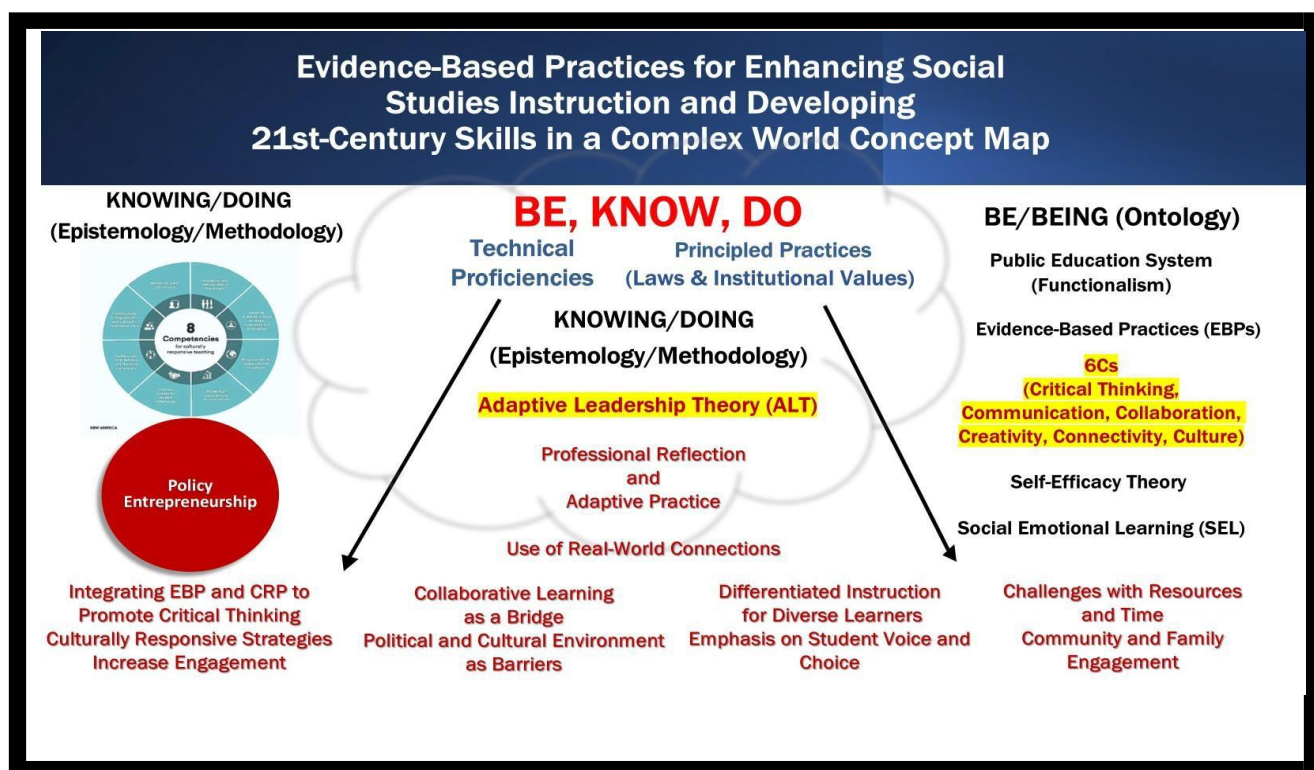 Evidence-Based Practices for Enhancing Social
Studies Instruction and Developing
21st-Century Skills in a Complex World Concept Map
KNOWING/DOING
(Epistemology/Methodology)
8
Competencies
for culturally
responsive teaching
NEW AMERICA
Policy
Entrepreneurship
BE, KNOW, DO
Technical
Proficiencies
Principled Practices
(Laws & Institutional Values)
KNOWING/DOING
(Epistemology/Methodology)
Adaptive Leadership Theory (ALT)
Professional Reflection
and
Adaptive Practice
Use of Real-World Connections
BE/BEING (Ontology)
Public Education System
(Functionalism)
Evidence-Based Practices (EBPs)
6Cs
(Critical Thinking,
Communication, Collaboration,
Creativity, Connectivity, Culture)
Self-Efficacy Theory
Social Emotional Learning (SEL)
Integrating EBP and CRP to
Promote Critical Thinking
Culturally Responsive Strategies
Increase Engagement
Collaborative Learning
as a Bridge
Political and Cultural Environment
as Barriers
Differentiated Instruction
for Diverse Learners
Emphasis on Student Voice and
Choice
Challenges with Resources
and Time
Community and Family
Engagement